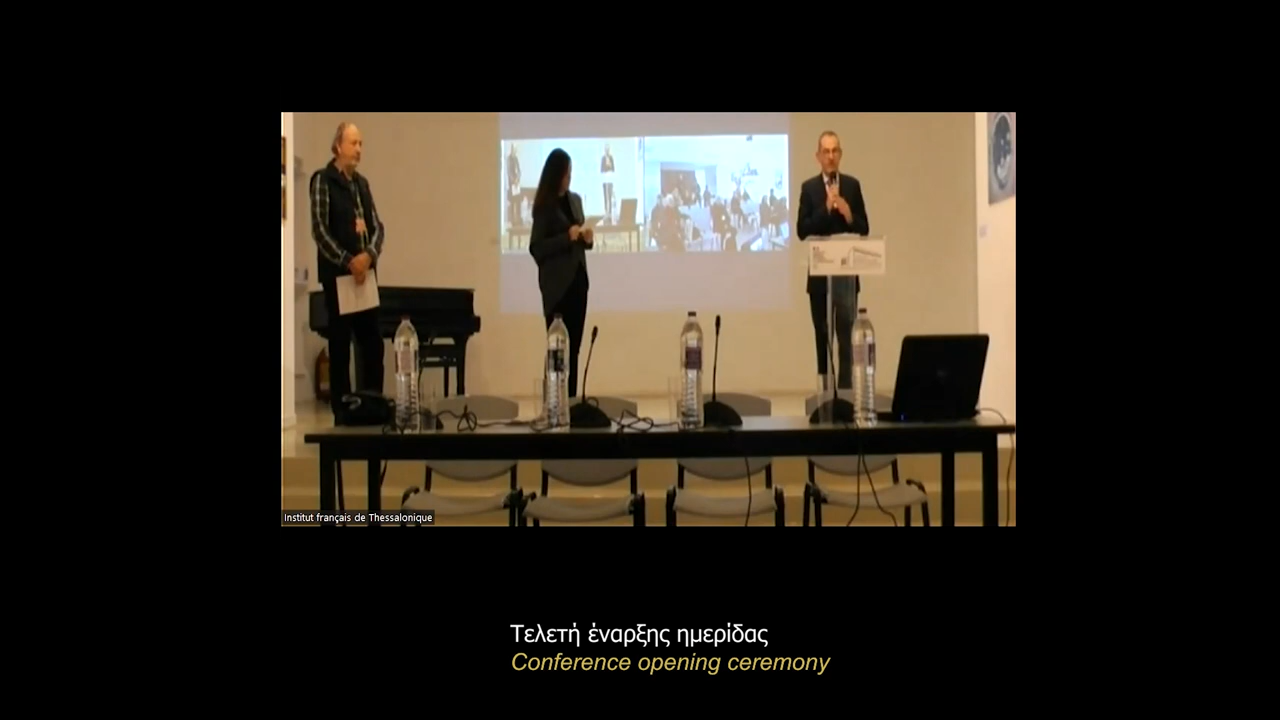 Institut français de Thessalonique
Τελετή έναρξης ημερίδας
Conference opening ceremony